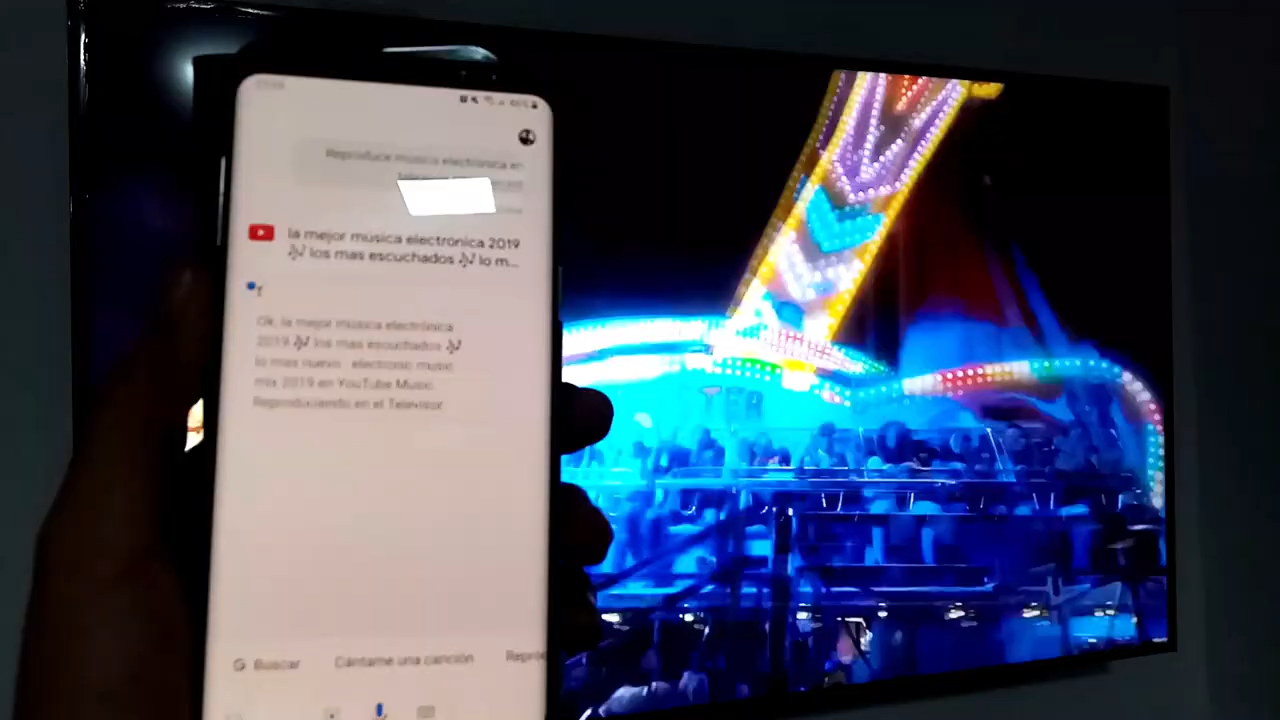 Reproduce música electrónica en
la mejor música electrónica 2019
🎶 los mas escuchados 🎶 lo m...
Ok, la mejor música electrónica
2019 🎶 los mas escuchados 🎶
lo mas nuevo electronic music
mix 2019 en YouTube Music.
Reproduciendo en el Televisor.
G Buscar
Cántame una canción
Reproc